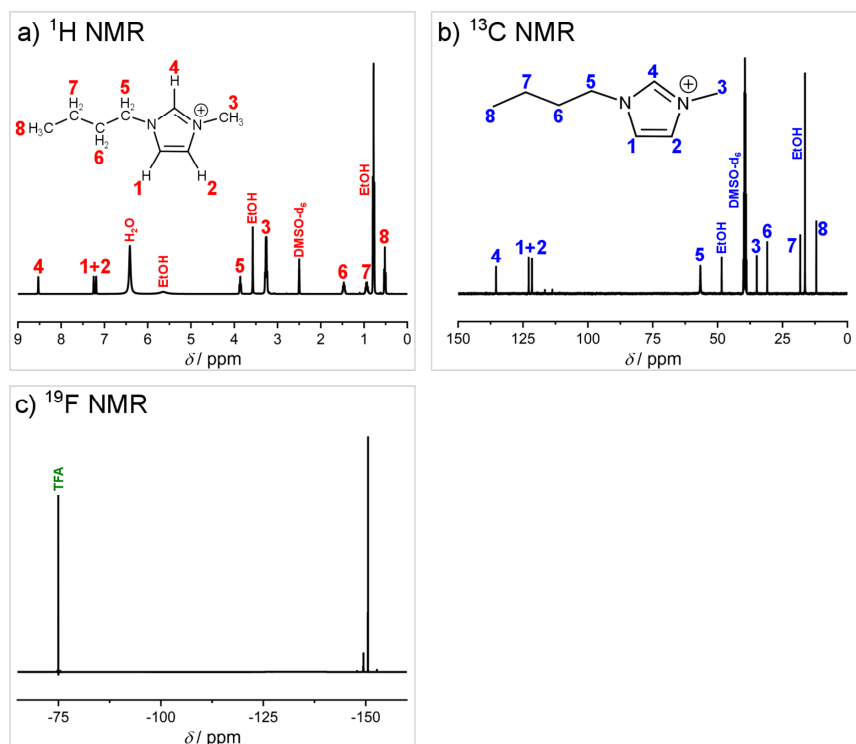 a) ¹H NMR
4
H
7
5
H₂
H₂
3
C
C
N
N
⊕
CH₃
8
H₃C
C
H₂
6
H
H
1
2
4
1+2
H₂O
EtOH
5
EtOH
3
DMSO-d₆
6
7
EtOH
8
9 8 7 6 5 4 3 2 1 0
δ / ppm
b) ¹³C NMR
7
5
4
⊕
3
8
6
N
N
1
2
4
1+2
5
EtOH
DMSO-d₆
3
6
7
EtOH
8
150 125 100 75 50 25 0
δ / ppm
c) ¹⁹F NMR
TFA
-75 -100 -125 -150
δ / ppm